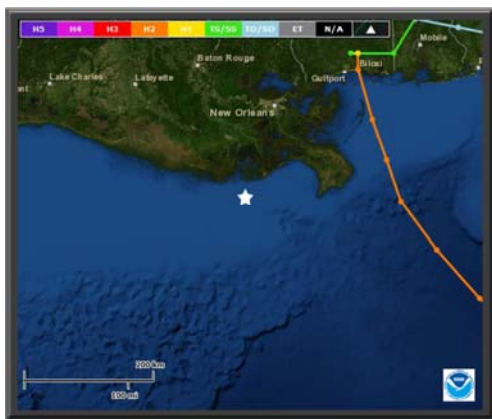 H5 H4 H3 H2 H1 TS/SS TD/SD ET N/A
Mobile
Baton Rouge
Biloxi
Lake Charles Lafayette Gulfport
New Orleans
200 km
100 mi